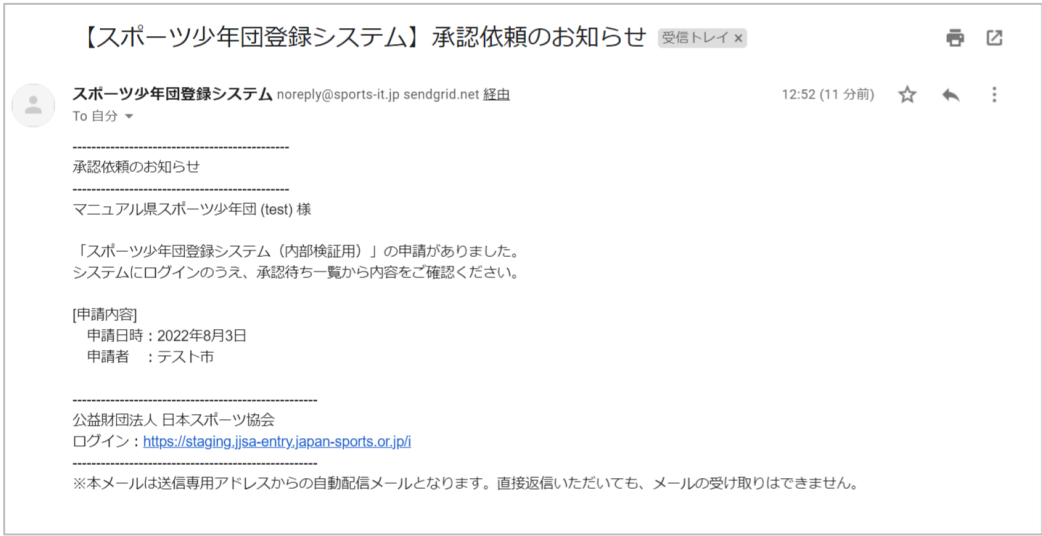 【スポーツ少年団登録システム】承認依頼のお知らせ 受信トレイ ×
スポーツ少年団登録システム noreply@sports-it.jp sendgrid.net 経由 12:52 (11 分前)
To 自分
----------------------------------------------
承認依頼のお知らせ
----------------------------------------------
マニュアル県スポーツ少年団 (test) 様
「スポーツ少年団登録システム（内部検証用）」の申請がありました。
システムにログインのうえ、承認待ち一覧から内容をご確認ください。
[申請内容]
申請日時：2022年8月3日
申請者　：テスト市
----------------------------------------------------
公益財団法人 日本スポーツ協会
ログイン：https://staging.jjsa-entry.japan-sports.or.jp/i
----------------------------------------------------
※本メールは送信専用アドレスからの自動配信メールとなります。直接返信いただいても、メールの受け取りはできません。